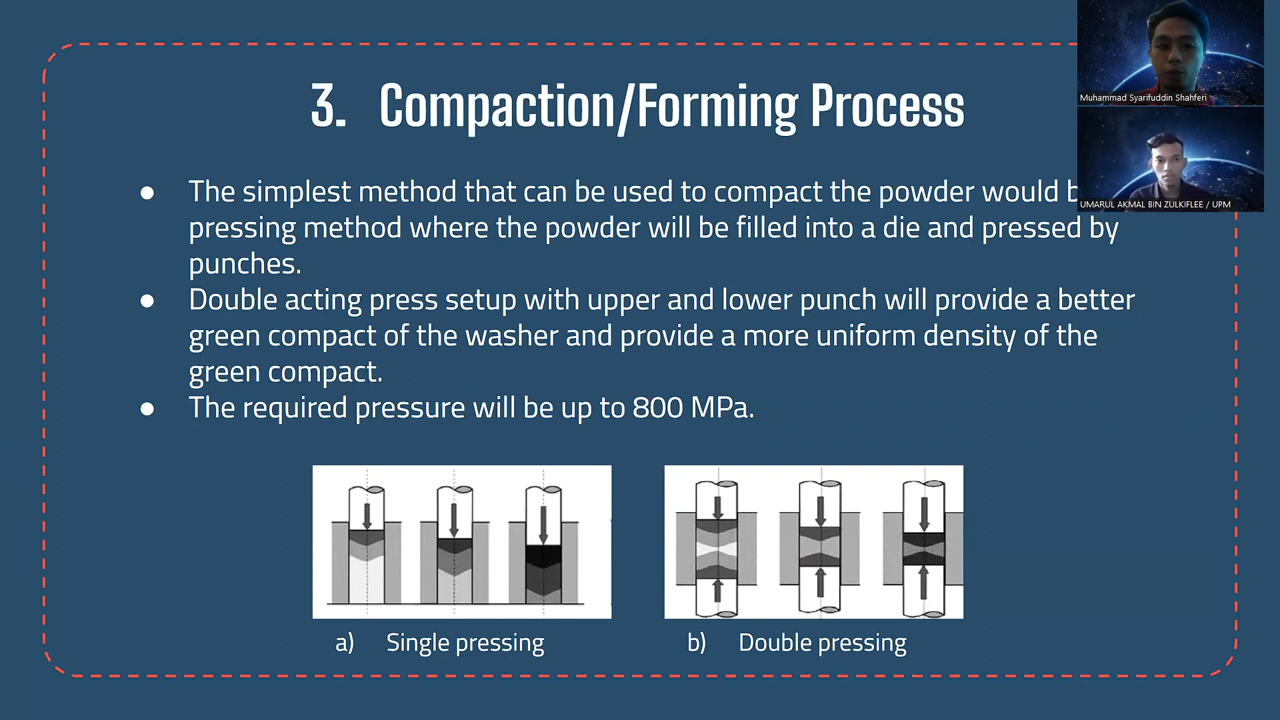 3. Compaction/Forming Process
● The simplest method that can be used to compact the powder would
pressing method where the powder will be filled into a die and pressed by
punches.
● Double acting press setup with upper and lower punch will provide a better
green compact of the washer and provide a more uniform density of the
green compact.
● The required pressure will be up to 800 MPa.
a) Single pressing
b) Double pressing
Muhammad Syarifuddin Shahferi
UMARUL AKMAL BIN ZULKIFLEE / UPM